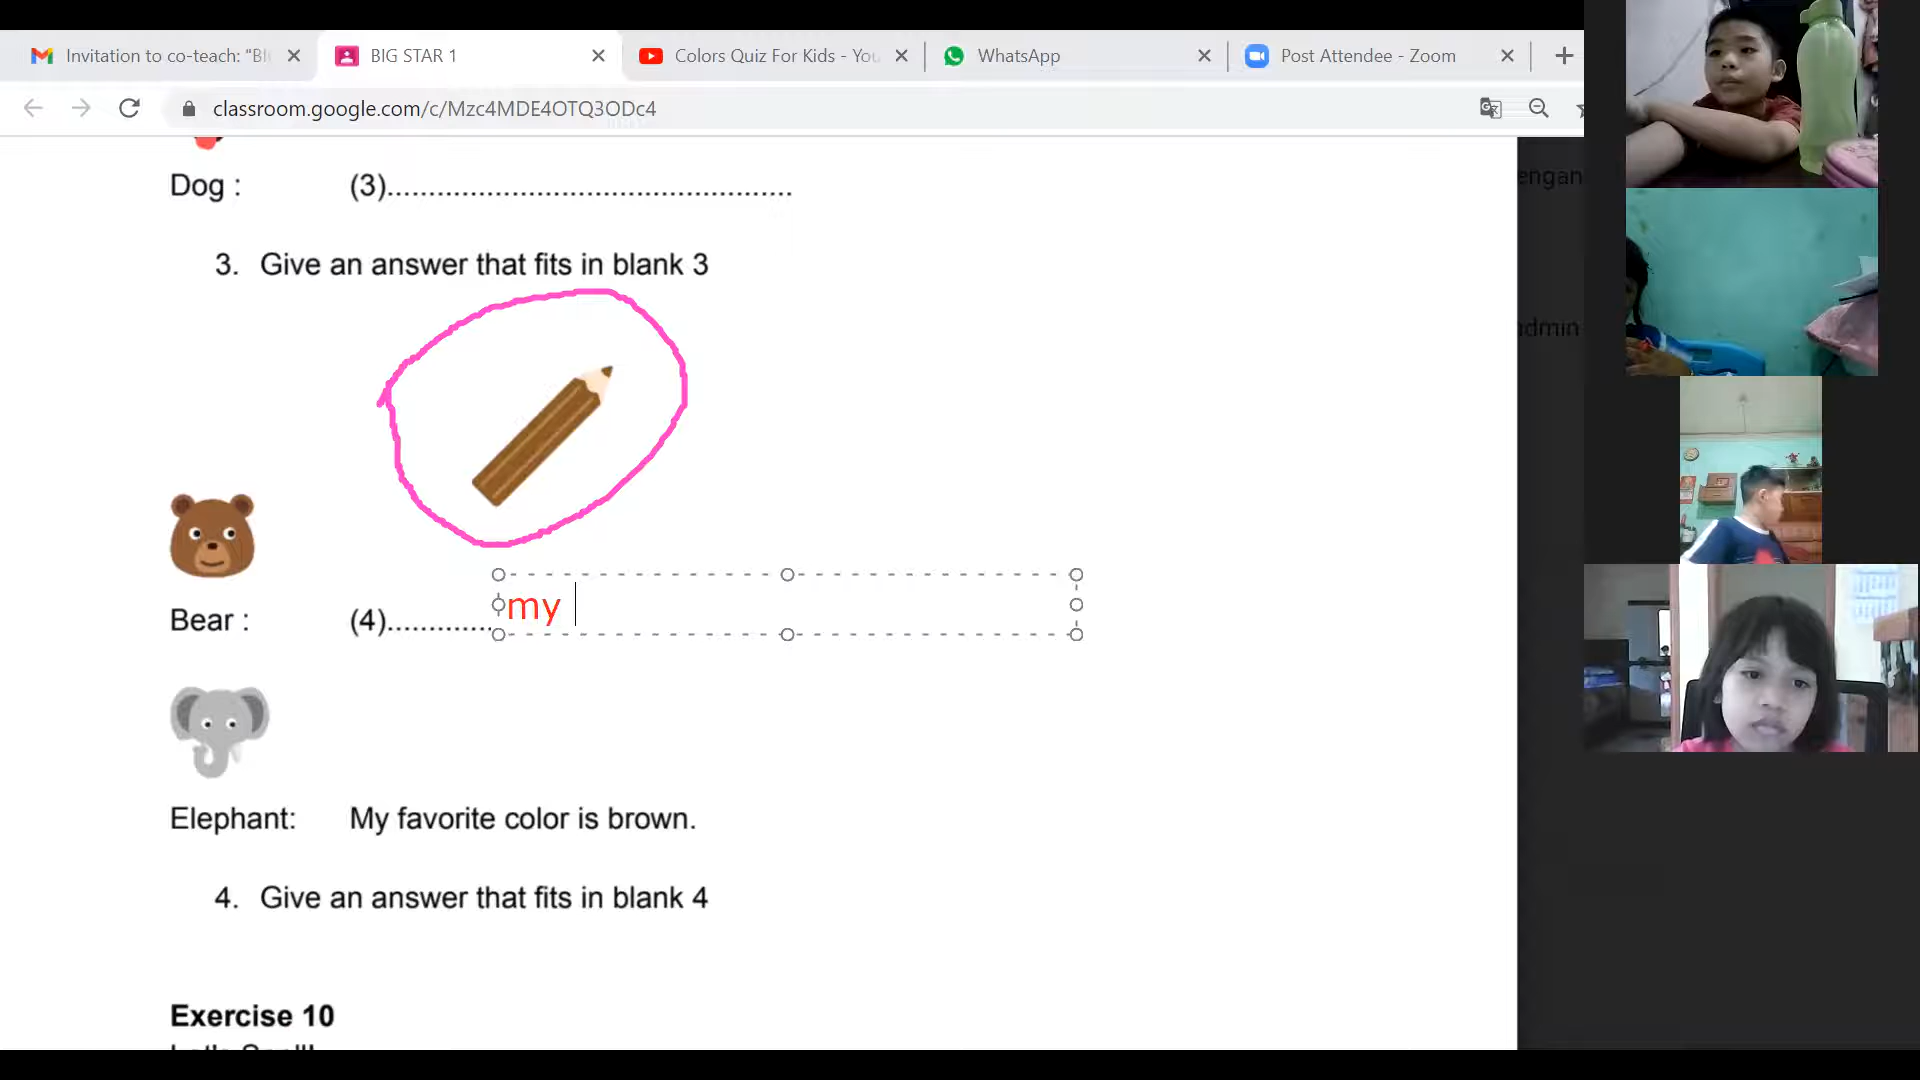 Invitation to co-teach: "BI
BIG STAR 1
Colors Quiz For Kids - You
WhatsApp
Post Attendee - Zoom
classroom.google.com/c/Mzc4MDE4OTQ3ODc4
engan
Dog : (3).................................................
3. Give an answer that fits in blank 3
admin
Bear : (4)............. my
Elephant: My favorite color is brown.
4. Give an answer that fits in blank 4
Exercise 10